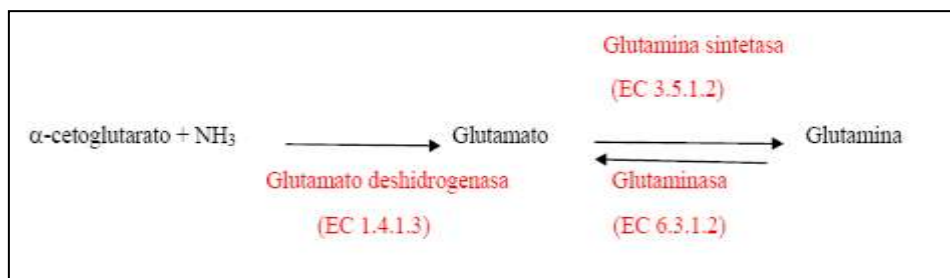 Glutamina sintetasa
(EC 3.5.1.2)
α-cetoglutarato + NH₃ Glutamato Glutamina
Glutamato deshidrogenasa Glutaminasa
(EC 1.4.1.3) (EC 6.3.1.2)